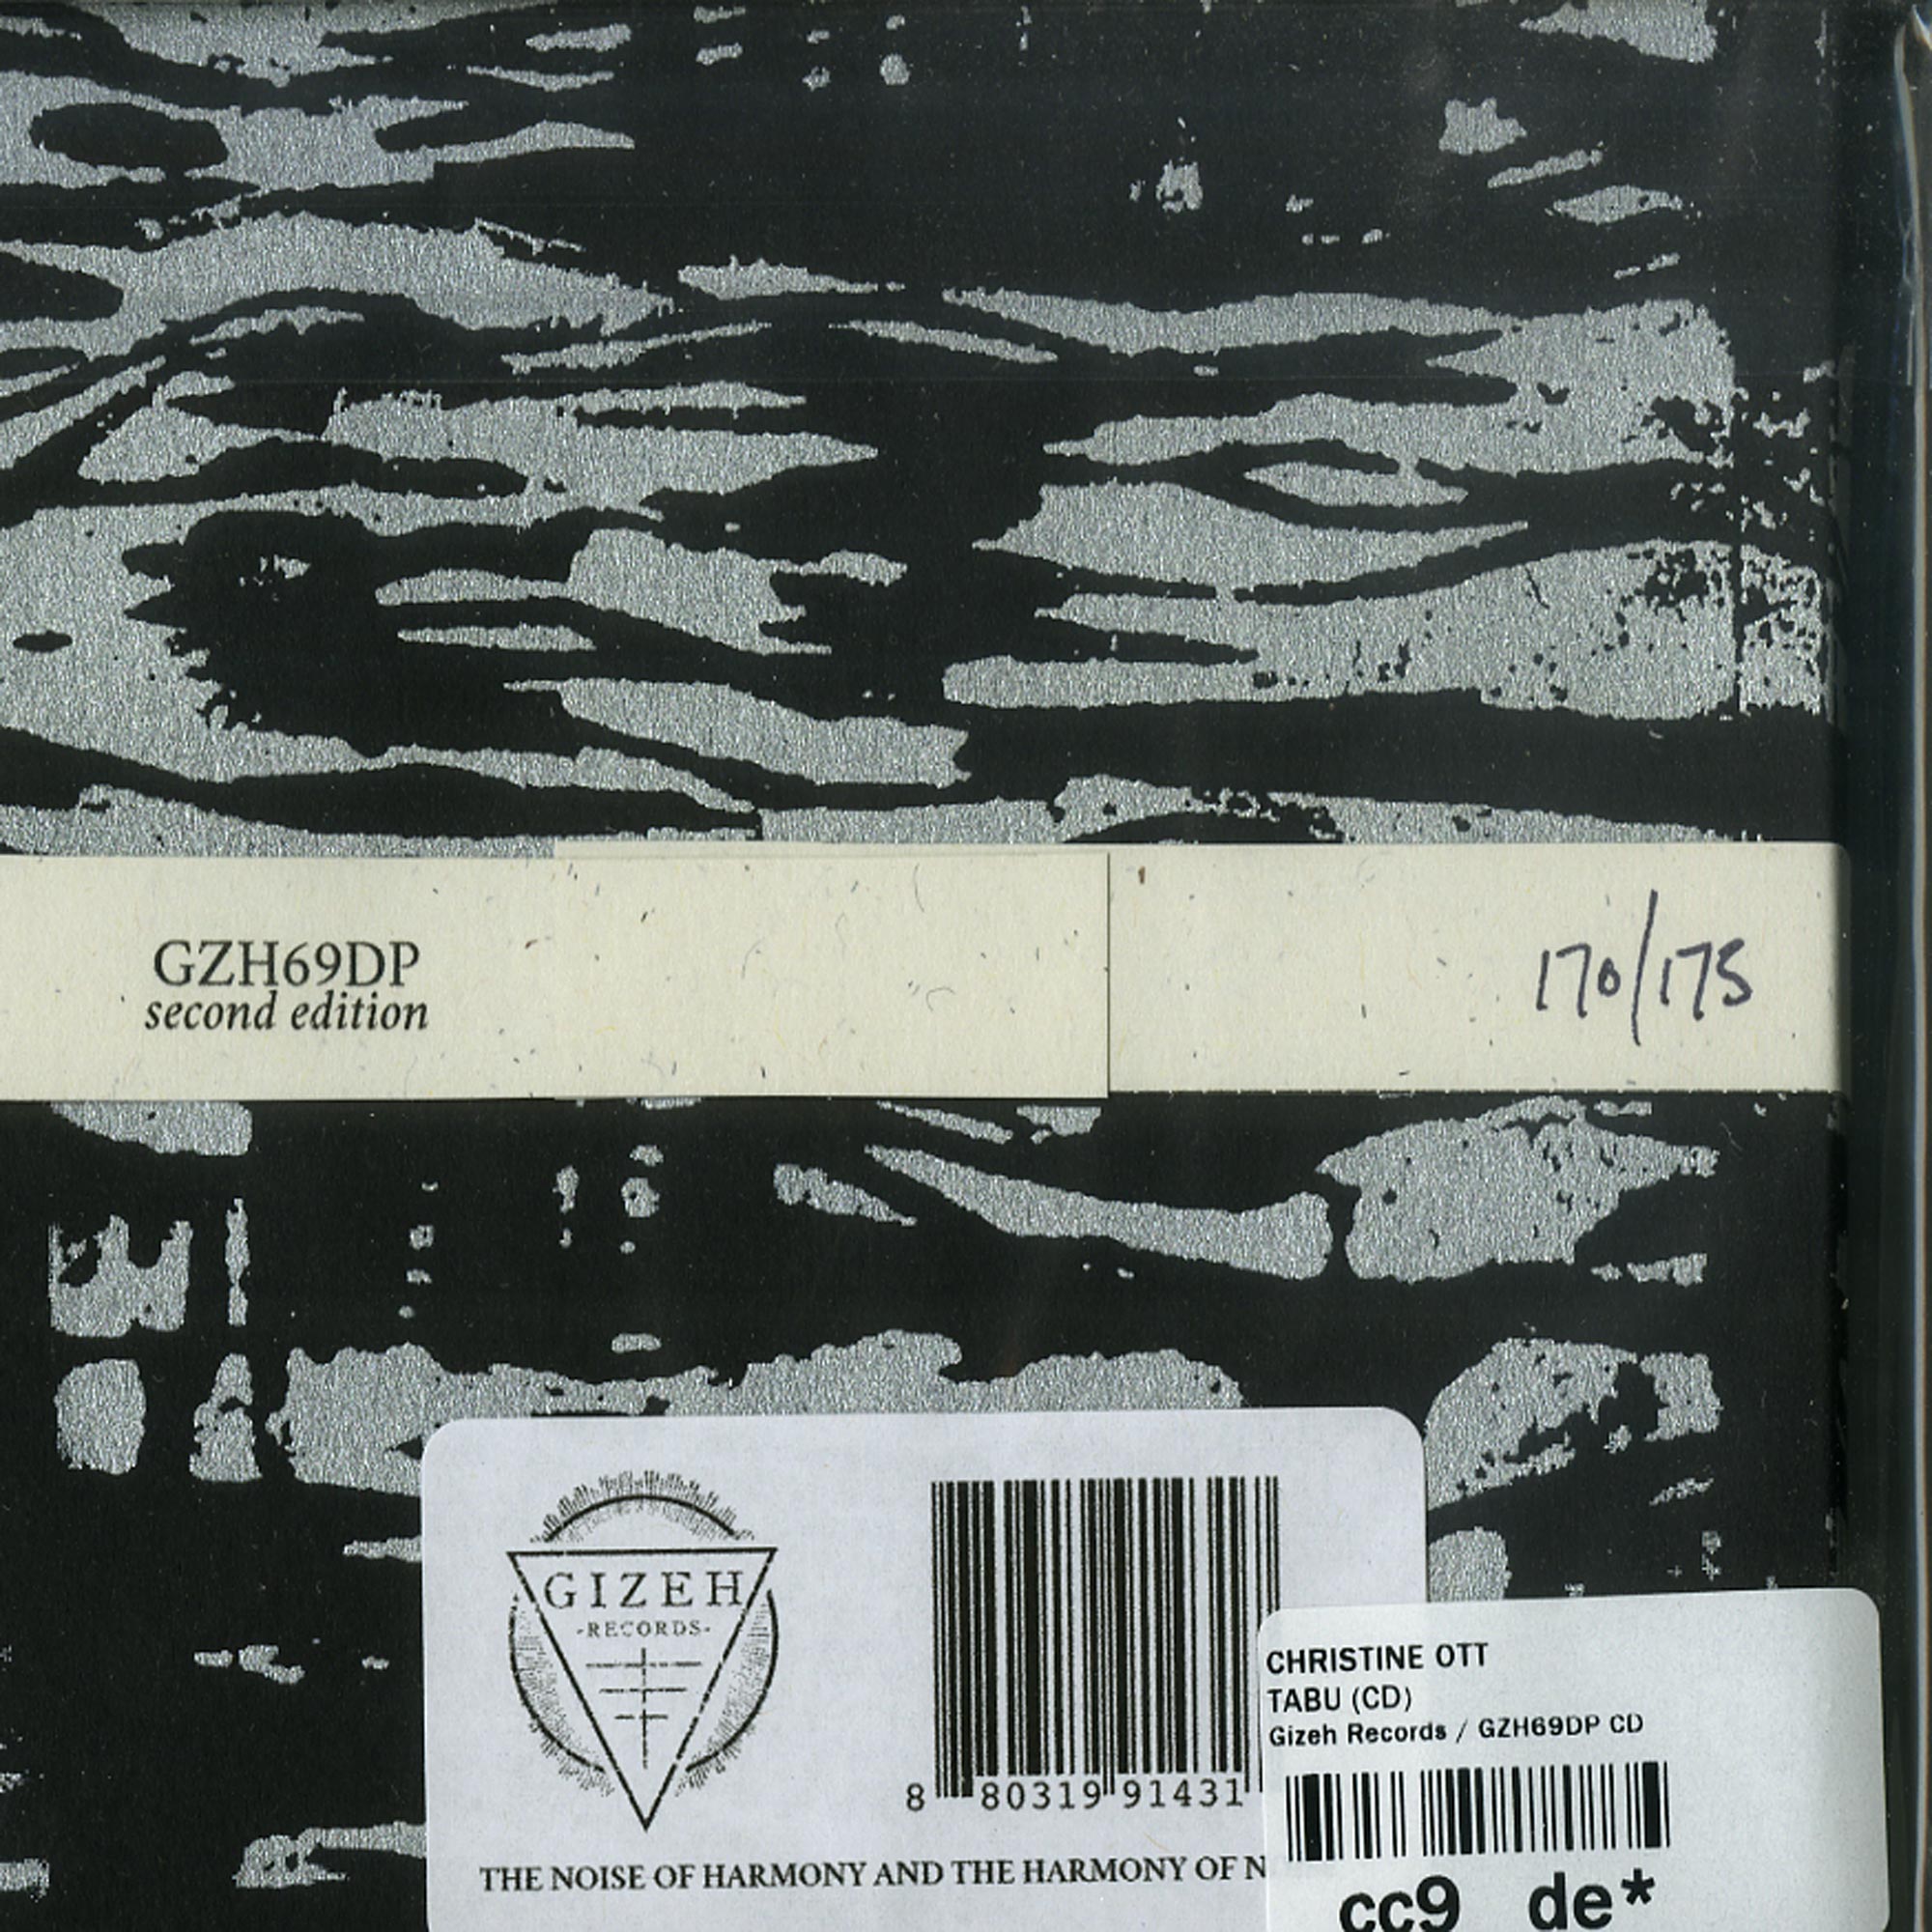 GZH69DP
second edition
170/175
GIZEH
-RECORDS-
8 80319 91431
THE NOISE OF HARMONY AND THE HARMONY OF N
CHRISTINE OTT
TABU (CD)
Gizeh Records / GZH69DP CD
cc9 de*